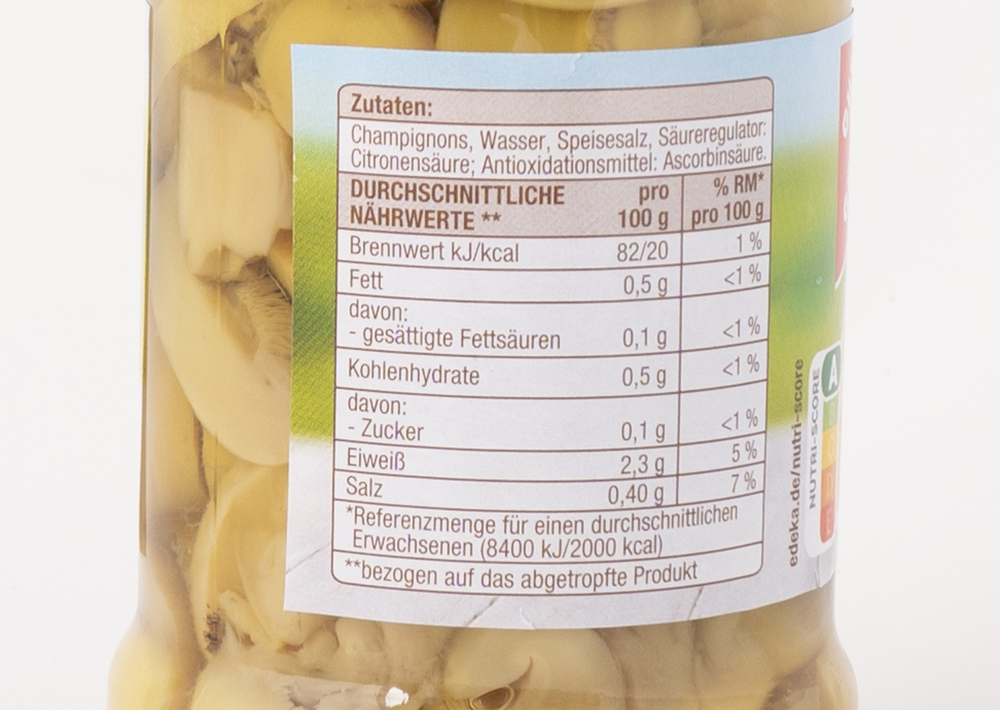 Zutaten:
Champignons, Wasser, Speisesalz, Säureregulator:
Citronensäure; Antioxidationsmittel: Ascorbinsäure.
DURCHSCHNITTLICHE NÄHRWERTE ** pro 100 g % RM* pro 100 g
Brennwert kJ/kcal 82/20 1 %
Fett 0,5 g <1 %
davon:
- gesättigte Fettsäuren 0,1 g <1 %
Kohlenhydrate 0,5 g <1 %
davon:
- Zucker 0,1 g <1 %
Eiweiß 2,3 g 5 %
Salz 0,40 g 7 %
*Referenzmenge für einen durchschnittlichen
Erwachsenen (8400 kJ/2000 kcal)
**bezogen auf das abgetropfte Produkt
edeka.de/nutri-score
NUTRI-SCORE
A